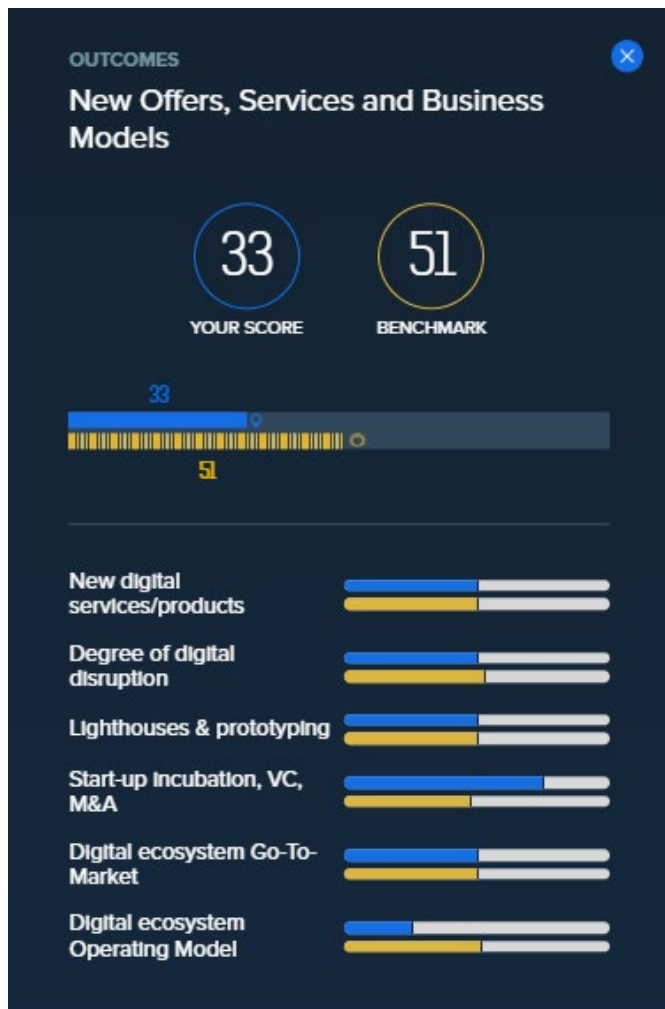 OUTCOMES
New Offers, Services and Business
Models
33
51
YOUR SCORE
BENCHMARK
33
51
New digital
services/products
Degree of digital
disruption
Lighthouses & prototyping
Start-up incubation, VC,
M&A
Digital ecosystem Go-To-
Market
Digital ecosystem
Operating Model